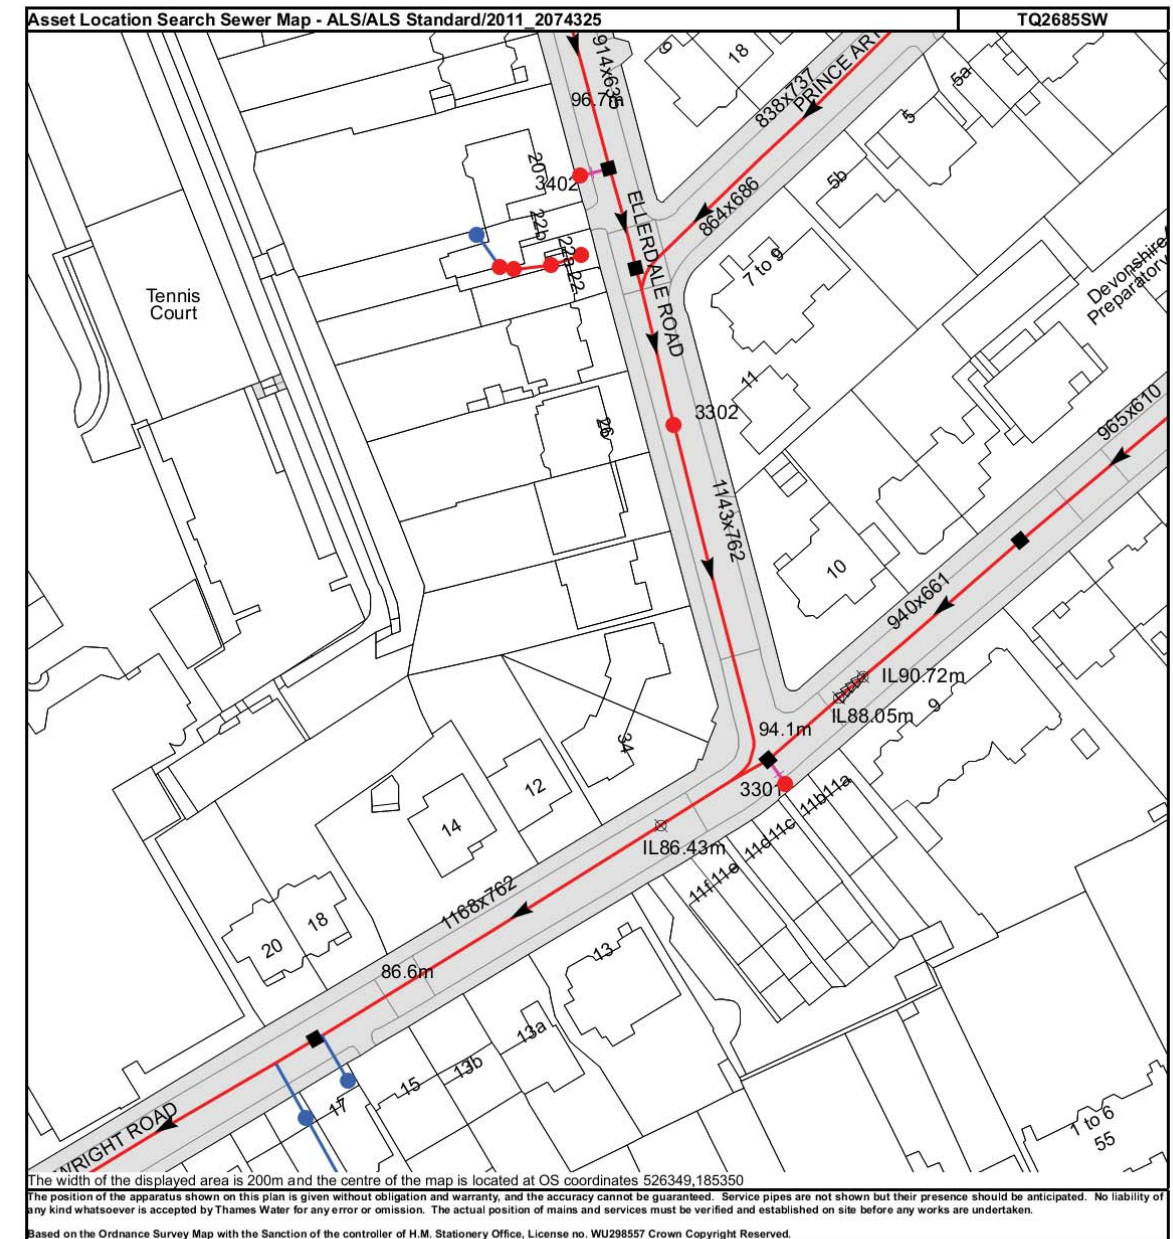 Asset Location Search Sewer Map - ALS/ALS Standard/2011_2074325
TQ2685SW
914x635
96.7m
6
18
838x737
PRINCE ART
5a
5
5b
864x686
20
3402
ELLERDALE ROAD
22b
22a
22
7 to 9
Devonshire
Preparatory
Tennis
Court
11
3302
26
965x610
1143x762
10
940x661
IL90.72m
IL88.05m
9
94.1m
34
3301
12
14
11b11a
11d11c
11f11e
IL86.43m
1168x762
18
20
13
86.6m
13a
13b
15
17
WRIGHT ROAD
1 to 6
55
The width of the displayed area is 200m and the centre of the map is located at OS coordinates 526349,185350
The position of the apparatus shown on this plan is given without obligation and warranty, and the accuracy cannot be guaranteed. Service pipes are not shown but their presence should be anticipated. No liability of
any kind whatsoever is accepted by Thames Water for any error or omission. The actual position of mains and services must be verified and established on site before any works are undertaken.
Based on the Ordnance Survey Map with the Sanction of the controller of H.M. Stationery Office, License no. WU298557 Crown Copyright Reserved.